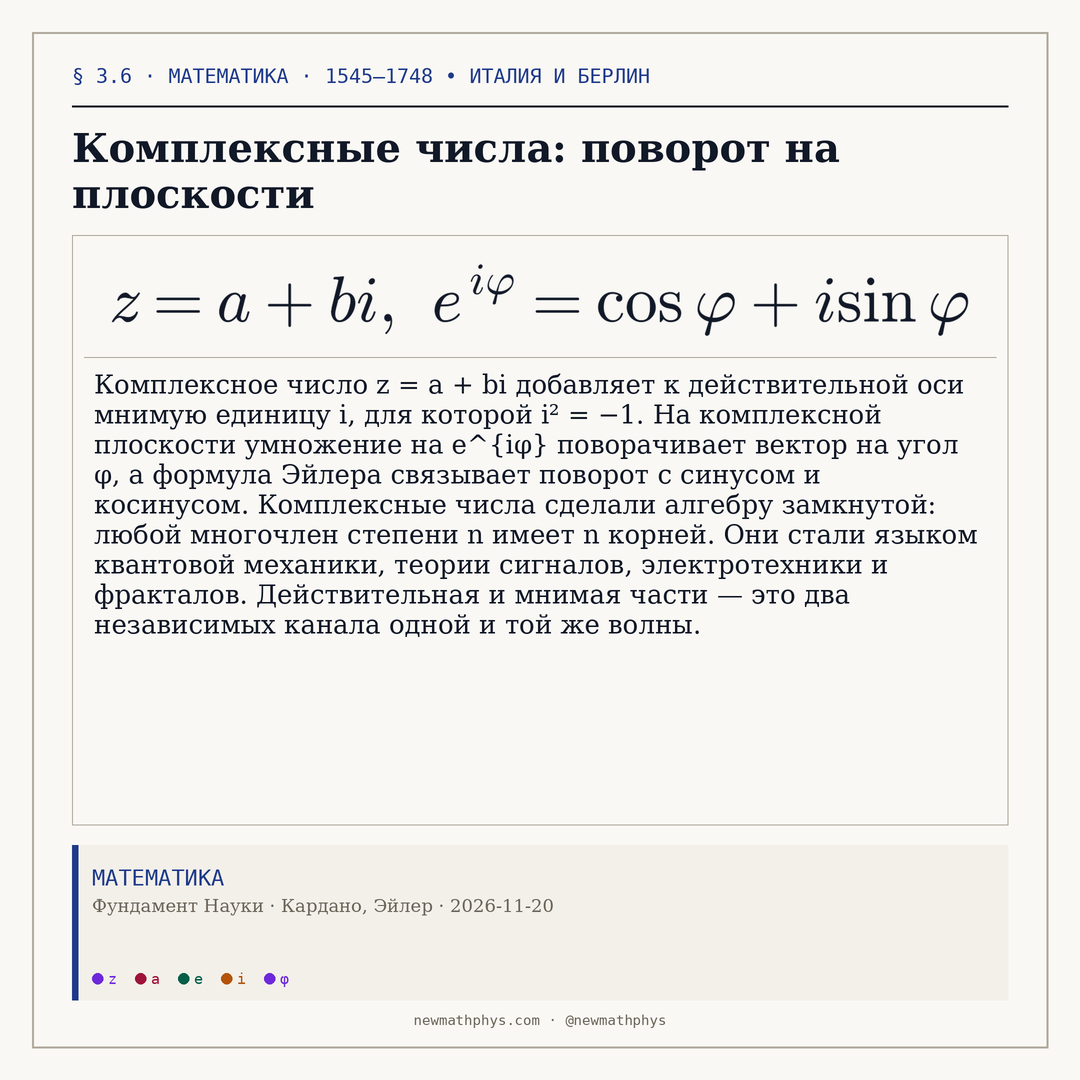 § 3.6 · МАТЕМАТИКА · 1545–1748 • ИТАЛИЯ И БЕРЛИН
Комплексные числа: поворот на
плоскости
z = a + bi, e^{iφ} = cos φ + i sin φ
Комплексное число z = a + bi добавляет к действительной оси
мнимую единицу i, для которой i² = −1. На комплексной
плоскости умножение на e^{iφ} поворачивает вектор на угол
φ, а формула Эйлера связывает поворот с синусом и
косинусом. Комплексные числа сделали алгебру замкнутой:
любой многочлен степени n имеет n корней. Они стали языком
квантовой механики, теории сигналов, электротехники и
фракталов. Действительная и мнимая части — это два
независимых канала одной и той же волны.
МАТЕМАТИКА
Фундамент Науки · Кардано, Эйлер · 2026-11-20
z a e i φ
newmathphys.com · @newmathphys